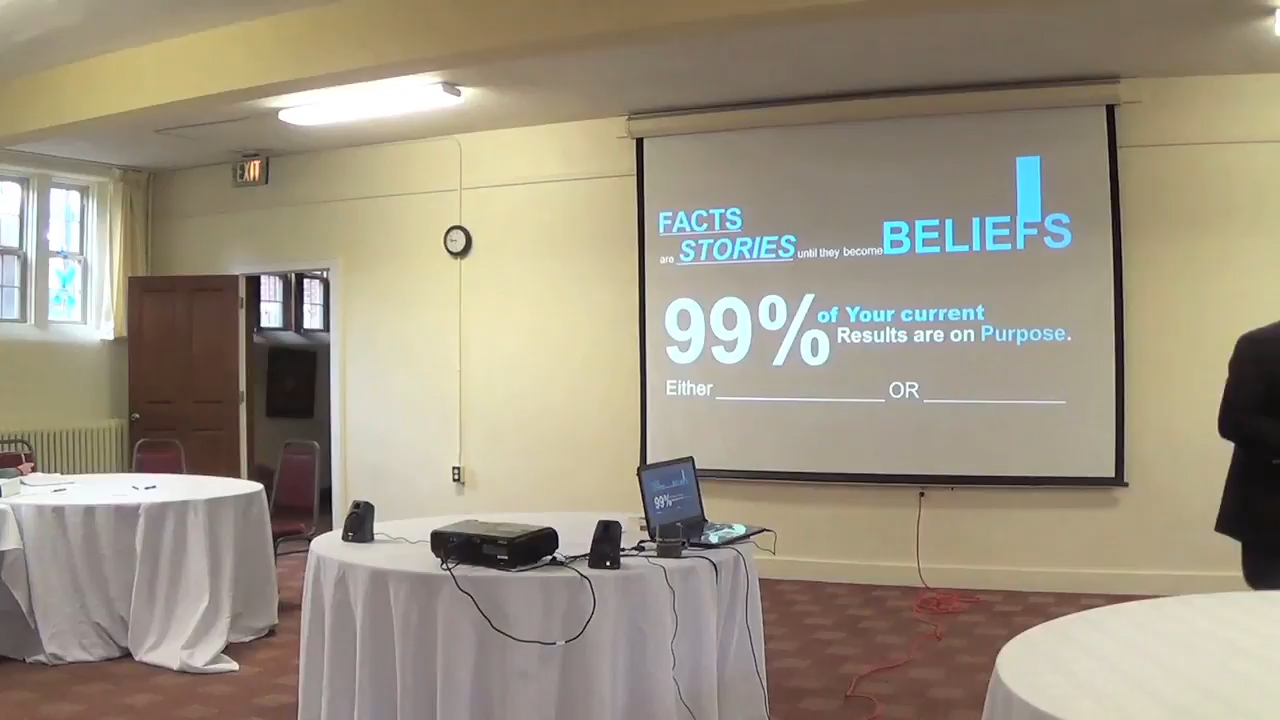 EXIT
FACTS
are STORIES until they become BELIEFS
99% of Your current
Results are on Purpose.
Either ______________ OR ____________
99%